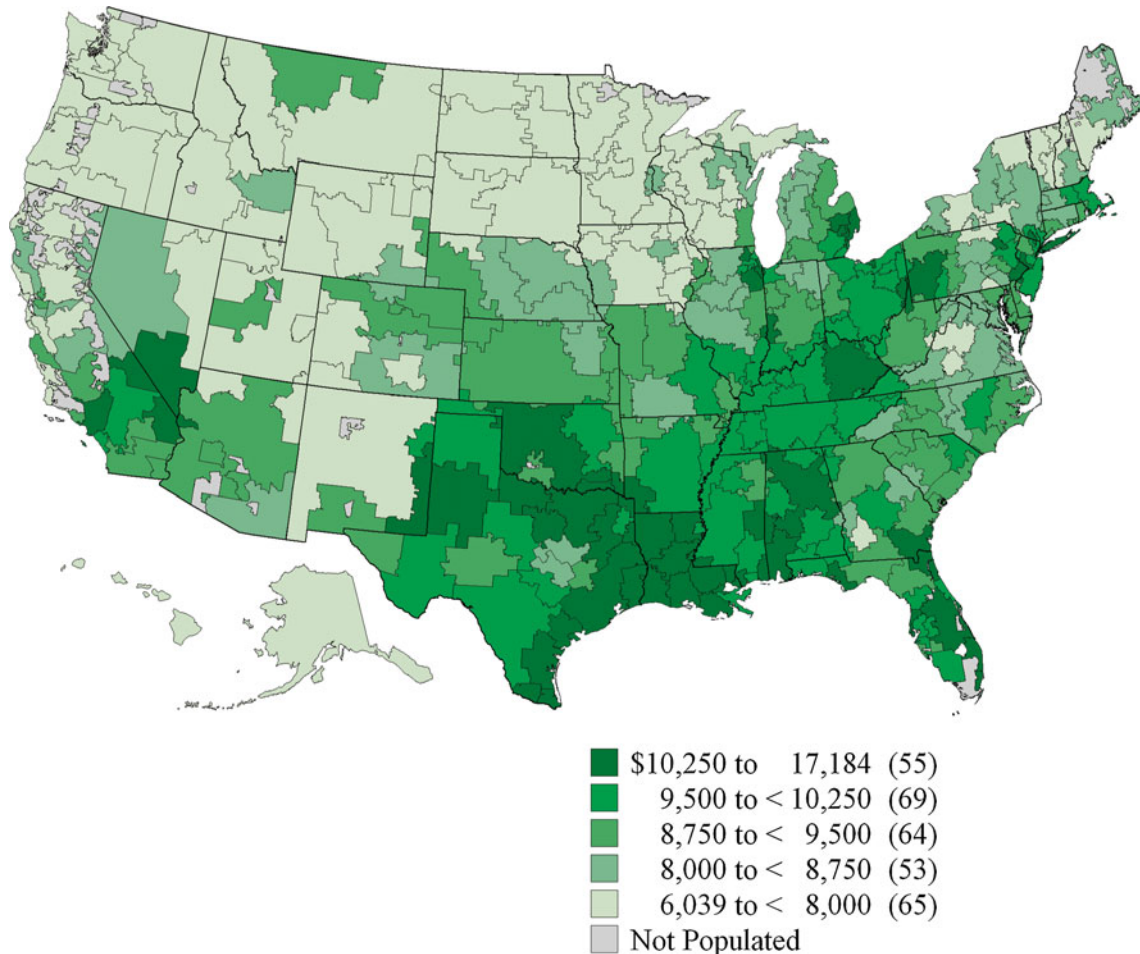 $10,250 to 17,184 (55)
9,500 to < 10,250 (69)
8,750 to < 9,500 (64)
8,000 to < 8,750 (53)
6,039 to < 8,000 (65)
Not Populated